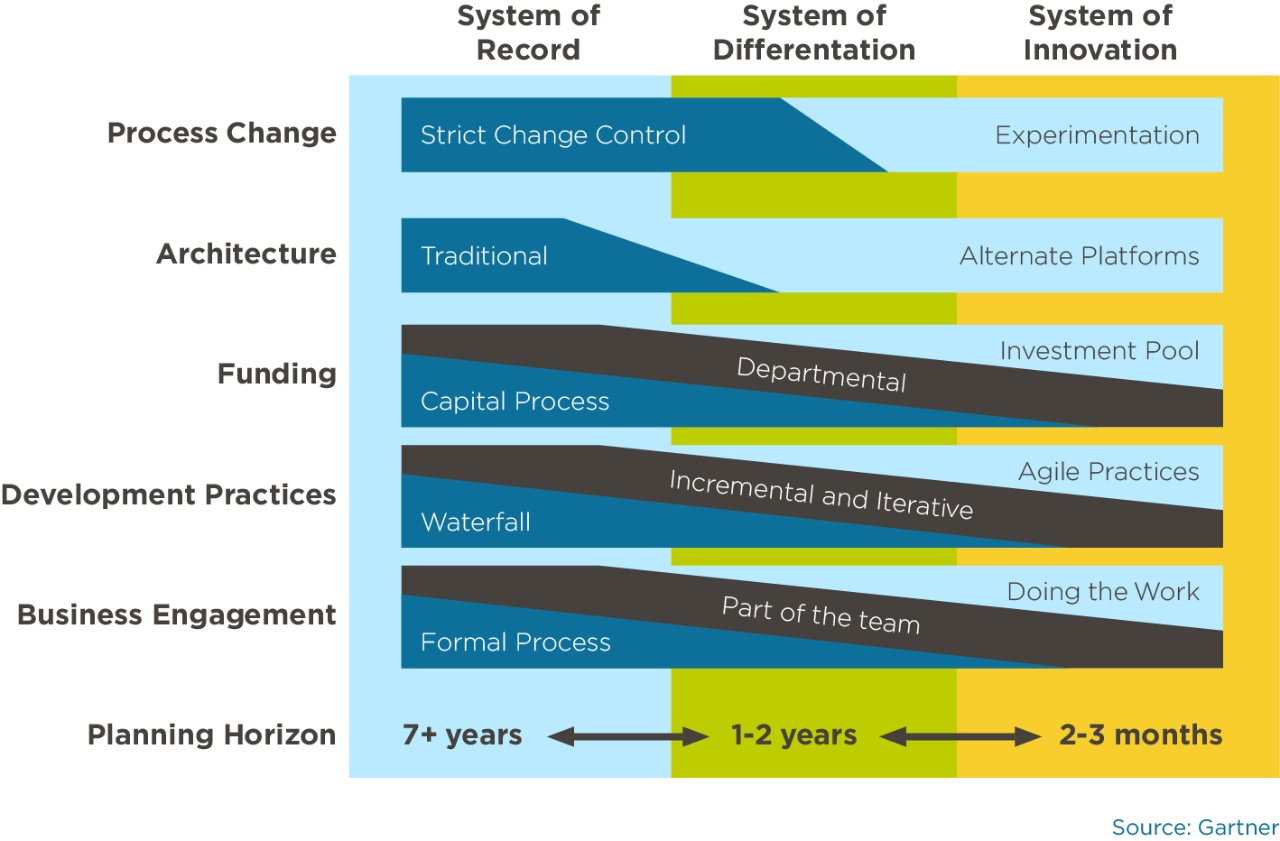 System of
Record
System of
Differentation
System of
Innovation
Process Change
Strict Change Control
Experimentation
Architecture
Traditional
Alternate Platforms
Funding
Capital Process
Departmental
Investment Pool
Development Practices
Waterfall
Incremental and Iterative
Agile Practices
Business Engagement
Formal Process
Part of the team
Doing the Work
Planning Horizon
7+ years
1-2 years
2-3 months
Source: Gartner